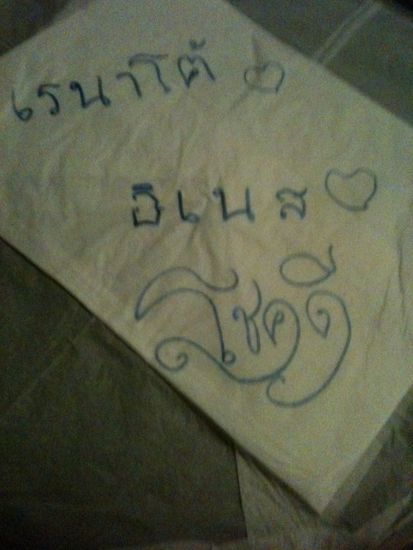 เรนาโต้ ♡
อิเนส ♡
โชคดี